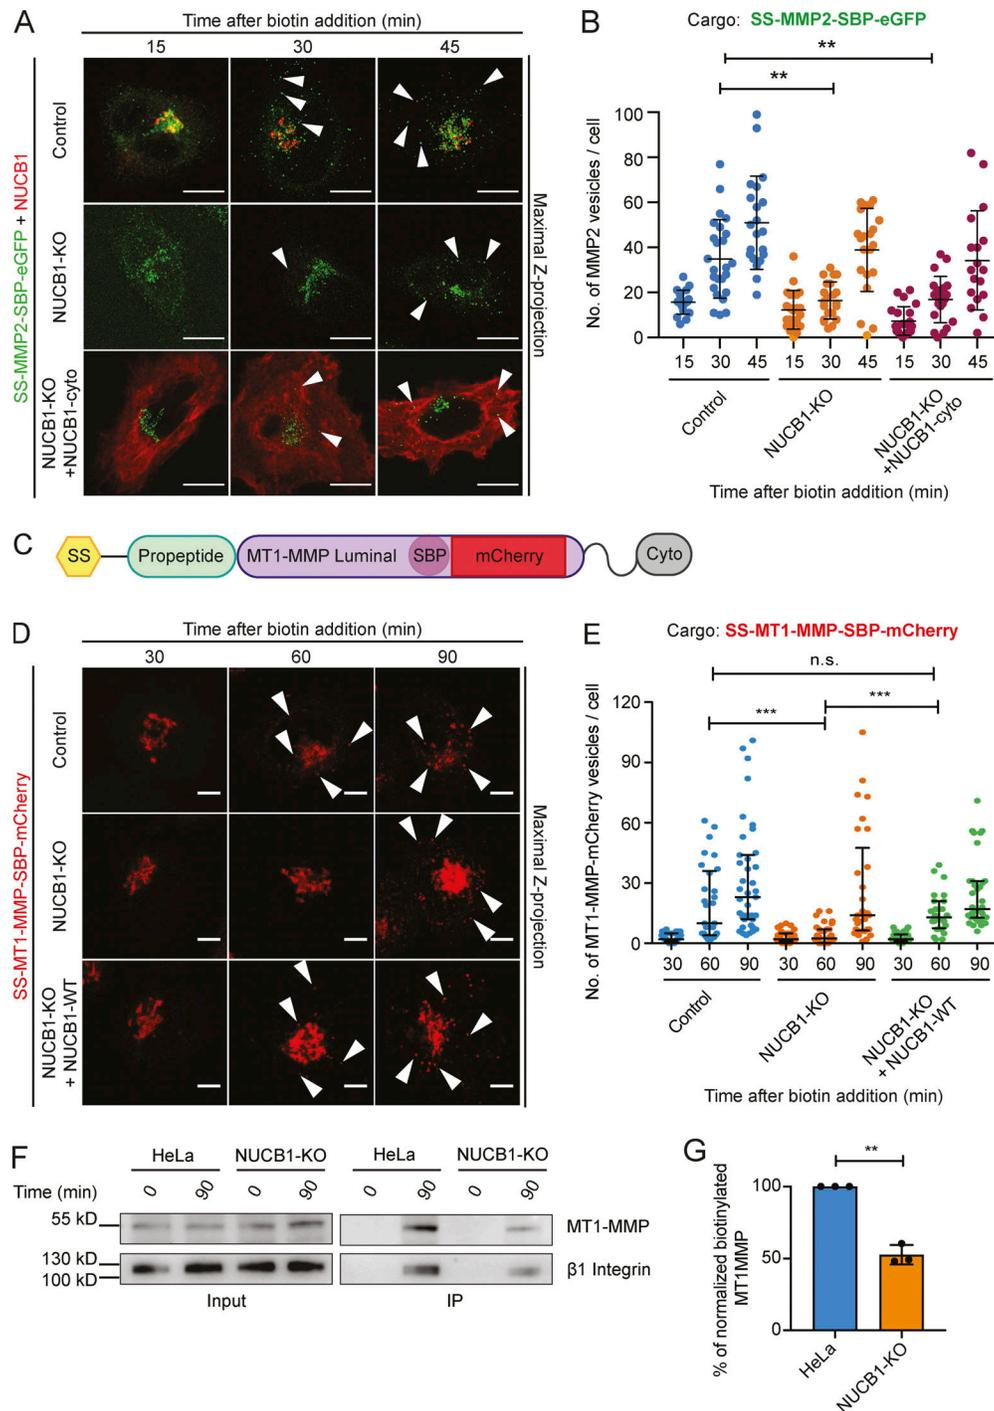 A
Time after biotin addition (min)
15 30 45
SS-MMP2-SBP-eGFP + NUCB1
Control
NUCB1-KO
NUCB1-KO
+NUCB1-cyto
Maximal Z-projection
B
Cargo: SS-MMP2-SBP-eGFP
**
**
No. of MMP2 vesicles / cell
100
80
60
40
20
0
15 30 45 15 30 45 15 30 45
Control
NUCB1-KO
NUCB1-KO
+NUCB1-cyto
Time after biotin addition (min)
C
SS Propeptide MT1-MMP Luminal SBP mCherry Cyto
D
Time after biotin addition (min)
30 60 90
SS-MT1-MMP-SBP-mCherry
Control
NUCB1-KO
NUCB1-KO
+ NUCB1-WT
Maximal Z-projection
E
Cargo: SS-MT1-MMP-SBP-mCherry
n.s.
***
***
No. of MT1-MMP-mCherry vesicles / cell
120
90
60
30
0
30 60 90 30 60 90 30 60 90
Control
NUCB1-KO
NUCB1-KO
+ NUCB1-WT
Time after biotin addition (min)
F
HeLa NUCB1-KO HeLa NUCB1-KO
Time (min) 0 90 0 90 0 90 0 90
55 kD
MT1-MMP
130 kD
100 kD
β1 Integrin
Input IP
G
**
% of normalized biotinylated
MT1MMP
100
50
0
HeLa
NUCB1-KO